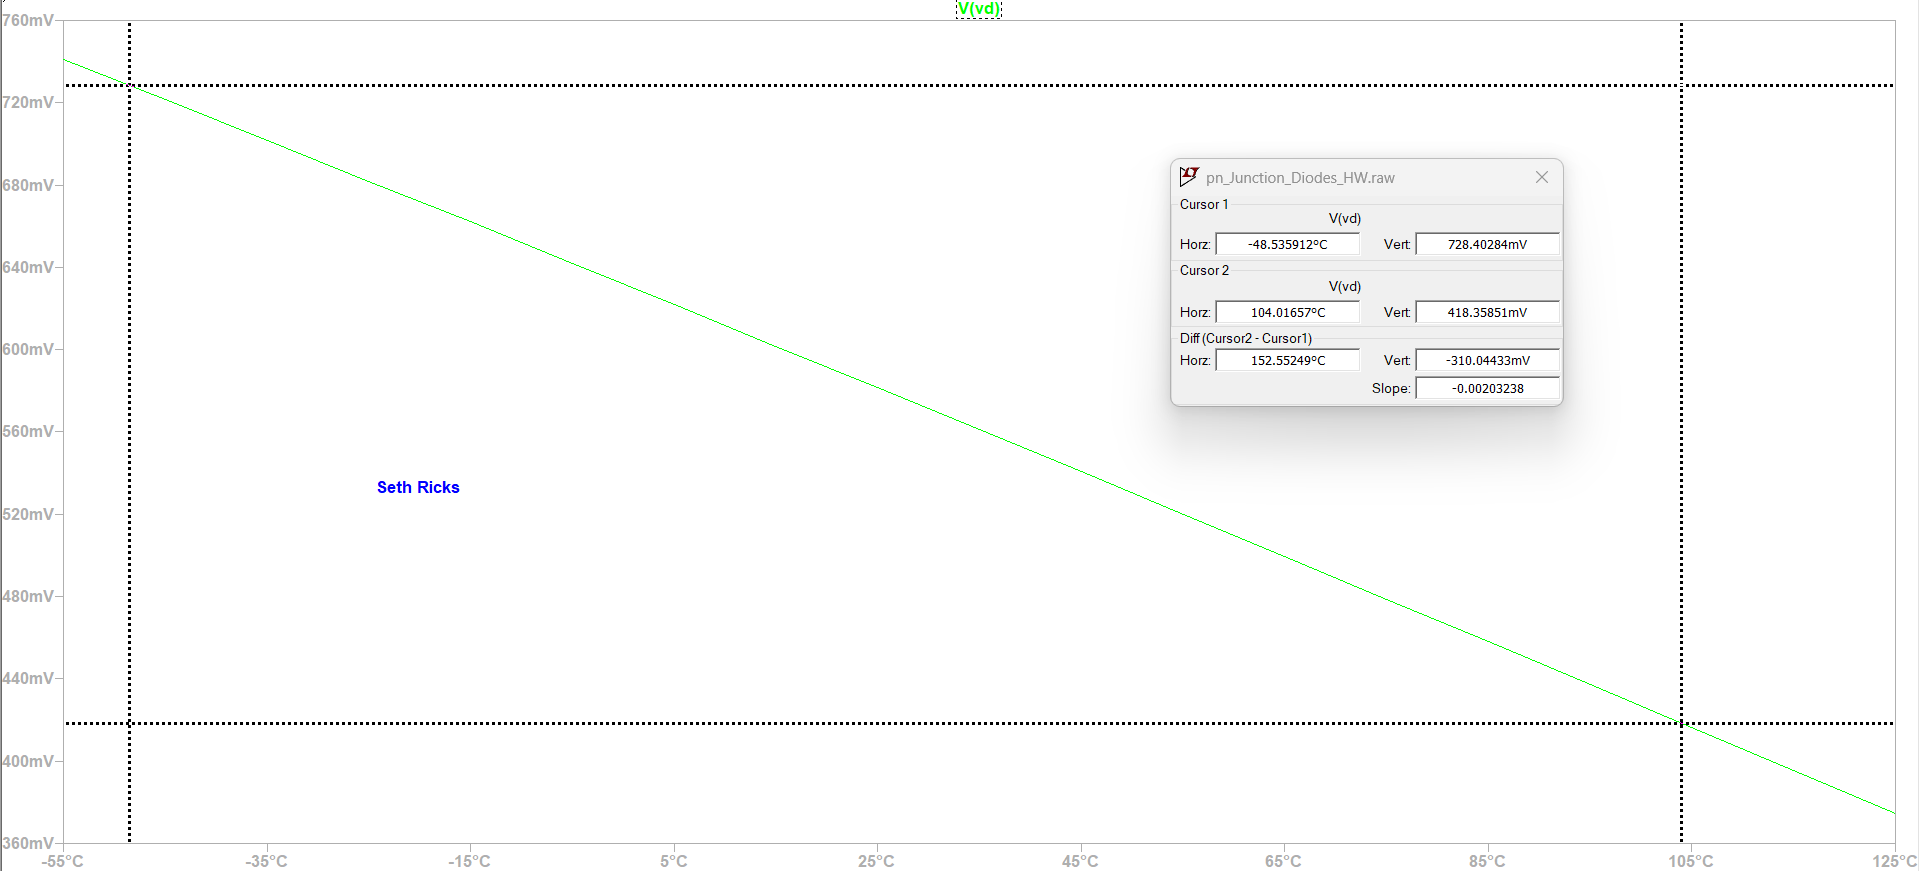 V(vd)
760mV
720mV
680mV
640mV
600mV
560mV
520mV
480mV
440mV
400mV
360mV
pn_Junction_Diodes_HW.raw
Cursor 1
V(vd)
Horz: -48.535912°C Vert: 728.40284mV
Cursor 2
V(vd)
Horz: 104.01657°C Vert: 418.35851mV
Diff (Cursor2 - Cursor1)
Horz: 152.55249°C Vert: -310.04433mV
Slope: -0.00203238
Seth Ricks
-55°C -35°C -15°C 5°C 25°C 45°C 65°C 85°C 105°C 125°C